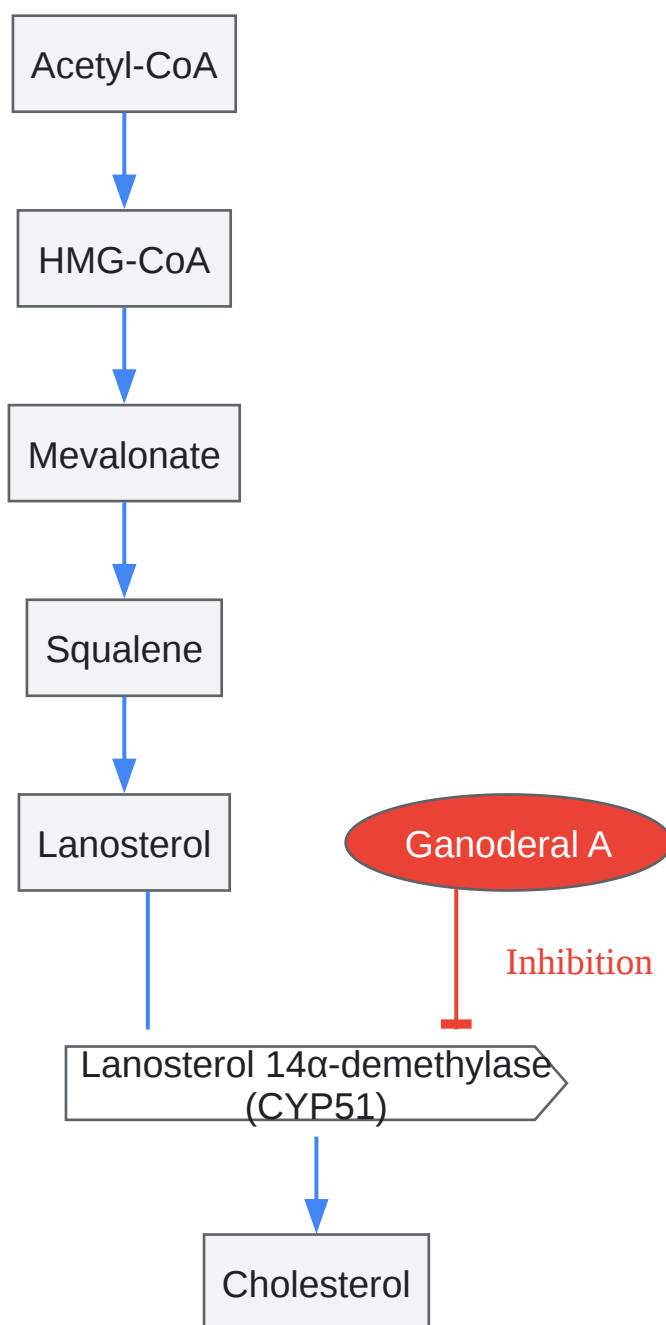 Acetyl-CoA
HMG-CoA
Mevalonate
Squalene
Lanosterol
Ganoderal A
Inhibition
Lanosterol 14α-demethylase
(CYP51)
Cholesterol